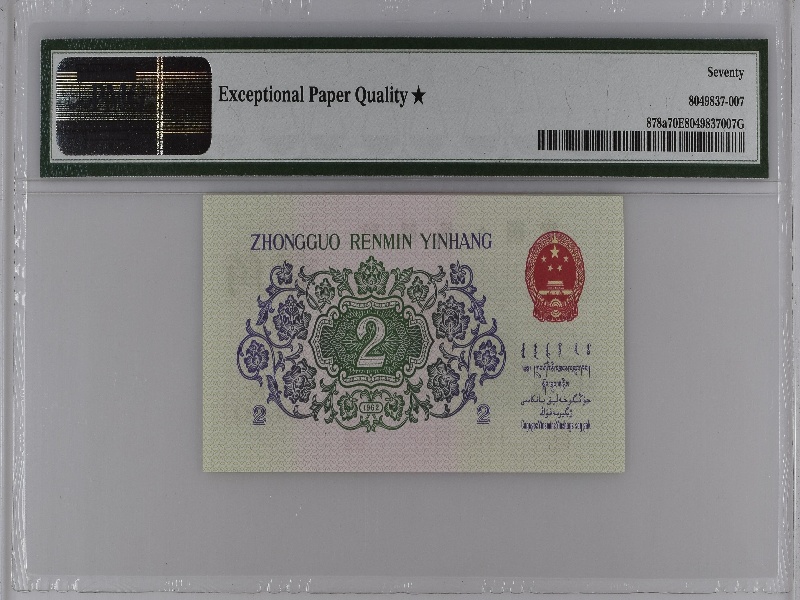 Exceptional Paper Quality ★
Seventy
8049837-007
878a70E8049837007G
ZHONGGUO RENMIN YINHANG
2
1962
2
2